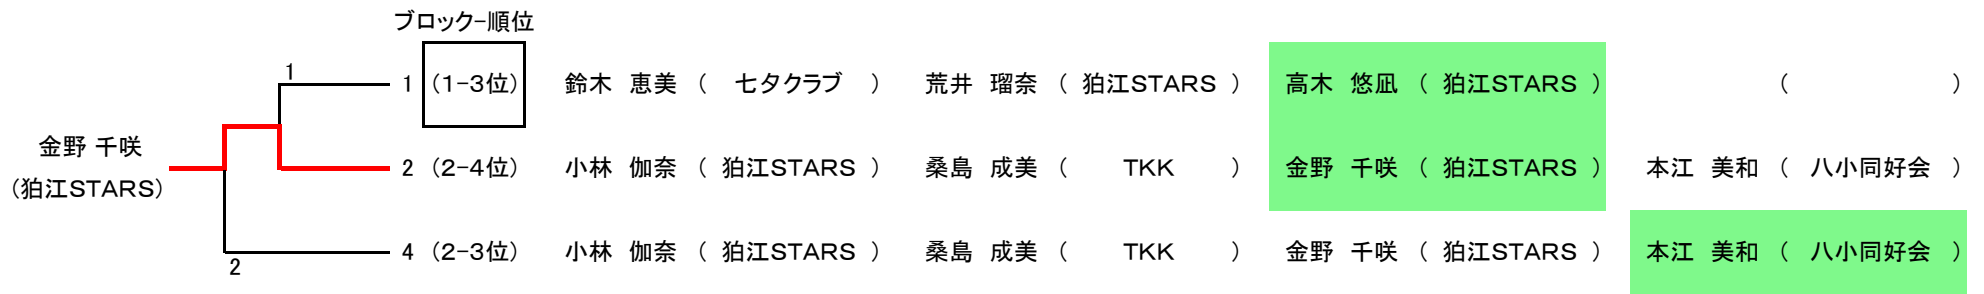 ブロック-順位
1
1 (1-3位) 鈴木 恵美 ( 七夕クラブ ) 荒井 瑠奈 ( 狛江STARS ) 高木 悠凪 ( 狛江STARS ) ( )
金野 千咲
(狛江STARS)
2 (2-4位) 小林 伽奈 ( 狛江STARS ) 桑島 成美 ( TKK ) 金野 千咲 ( 狛江STARS ) 本江 美和 ( 八小同好会 )
4 (2-3位) 小林 伽奈 ( 狛江STARS ) 桑島 成美 ( TKK ) 金野 千咲 ( 狛江STARS ) 本江 美和 ( 八小同好会 )
2